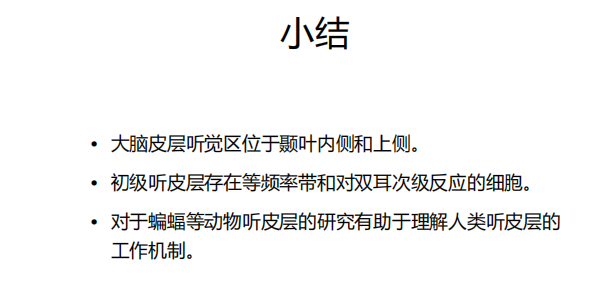 小结
• 大脑皮层听觉区位于颞叶内侧和上侧。
• 初级听皮层存在等频率带和对双耳次级反应的细胞。
• 对于蝙蝠等动物听皮层的研究有助于理解人类听皮层的
工作机制。